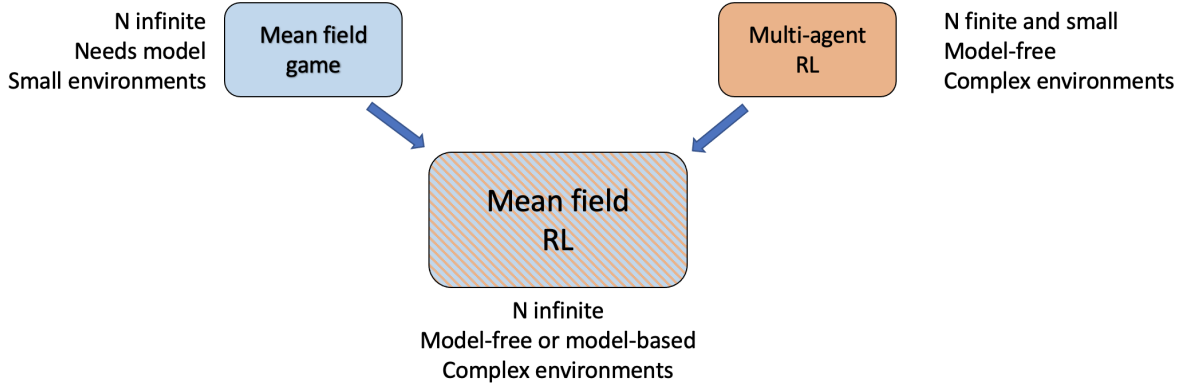 N infinite
Needs model
Small environments
Mean field
game
Multi-agent
RL
N finite and small
Model-free
Complex environments
Mean field
RL
N infinite
Model-free or model-based
Complex environments